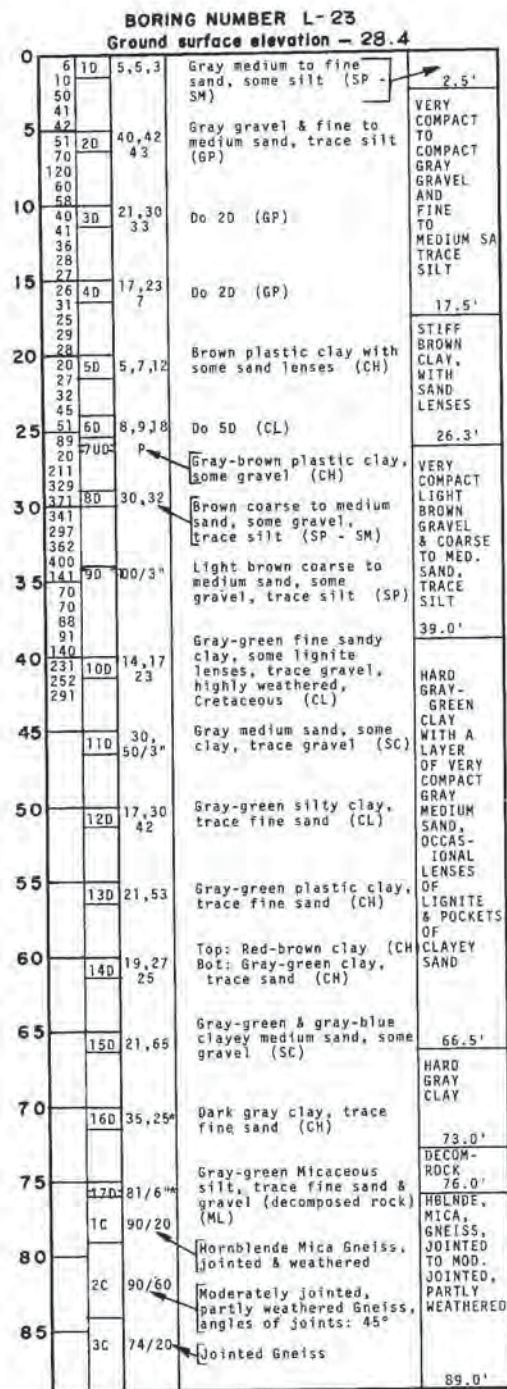 BORING NUMBER L-23
Ground surface elevation - 28.4
0
6 1D 5,5,3 Gray medium to fine
10 sand, some silt (SP - 2.5'
50 SM)
41 VERY
42 COMPACT
5 TO
51 2D 40,42 Gray gravel & fine to COMPACT
70 43 medium sand, trace silt GRAY
120 (GP) GRAVEL
60 AND
58 FINE
10 TO
40 3D 21,30 Do 2D (GP) MEDIUM SA
41 33 TRACE
36 SILT
28
27
15
26 4D 17,23 Do 2D (GP)
31 7 17.5'
25 STIFF
29 BROWN
28 CLAY,
20 Brown plastic clay with WITH
20 5D 5,7,12 some sand lenses (CH) SAND
27 LENSES
32
45
25
51 6D 8,9,18 Do 5D (CL) 26.3'
89 7UD P Gray-brown plastic clay,
20 some gravel (CH) VERY
211 COMPACT
329 LIGHT
30 BROWN
371 8D 30,32 Brown coarse to medium GRAVEL
341 sand, some gravel, & COARSE
297 trace silt (SP - SM) TO MED.
362 SAND,
400 Light brown coarse to TRACE
35 SILT
141 9D 00/3" medium sand, some
70 gravel, trace silt (SP)
70
88
91 39.0'
140 Gray-green fine sandy
40 clay, some lignite
231 10D 14,17 lenses, trace gravel, HARD
252 23 highly weathered, GRAY-
291 Cretaceous (CL) GREEN
CLAY
45 Gray medium sand, some WITH A
11D 30, clay, trace gravel (SC) LAYER
50/3" OF VERY
COMPACT
GRAY
50 Gray-green silty clay, MEDIUM
12D 17,30 trace fine sand (CL) SAND,
42 OCCAS-
IONAL
LENSES
55 Gray-green plastic clay, OF
13D 21,53 trace fine sand (CH) LIGNITE
& POCKETS
OF
Top: Red-brown clay (CH CLAYEY
60 Bot: Gray-green clay, SAND
14D 19,27 trace sand (CH)
25
Gray-green & gray-blue
65 clayey medium sand, some 66.5'
15D 21,65 gravel (SC)
HARD
GRAY
CLAY
70 Dark gray clay, trace
16D 35,25* fine sand (CH) 73.0'
DECOM-
Gray-green Micaceous ROCK
75 silt, trace fine sand & 76.0'
17D 81/6"* gravel (decomposed rock)
(ML) HBLNDE,
1C 90/20 MICA,
Hornblende Mica Gneiss, GNEISS,
80 jointed & weathered JOINTED
TO MOD.
2C 90/60 Moderately jointed, JOINTED,
partly weathered Gneiss, PARTLY
angles of joints: 45° WEATHERED
85
3C 74/20 Jointed Gneiss
89.0'